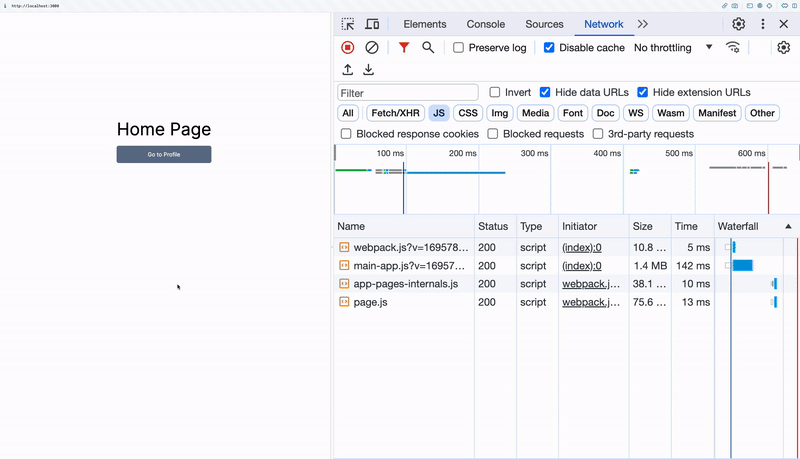 http://localhost:3000
Home Page
Go to Profile
Elements Console Sources Network
Preserve log Disable cache No throttling
Filter Invert Hide data URLs Hide extension URLs
All Fetch/XHR JS CSS Img Media Font Doc WS Wasm Manifest Other
Blocked response cookies Blocked requests 3rd-party requests
100 ms 200 ms 300 ms 400 ms 500 ms 600 ms
Name Status Type Initiator Size Time Waterfall
webpack.js?v=169578... 200 script (index):0 10.8 ... 5 ms
main-app.js?v=16957... 200 script (index):0 1.4 MB 142 ms
app-pages-internals.js 200 script webpack.j... 38.1 ... 10 ms
page.js 200 script webpack.j... 75.6 ... 13 ms